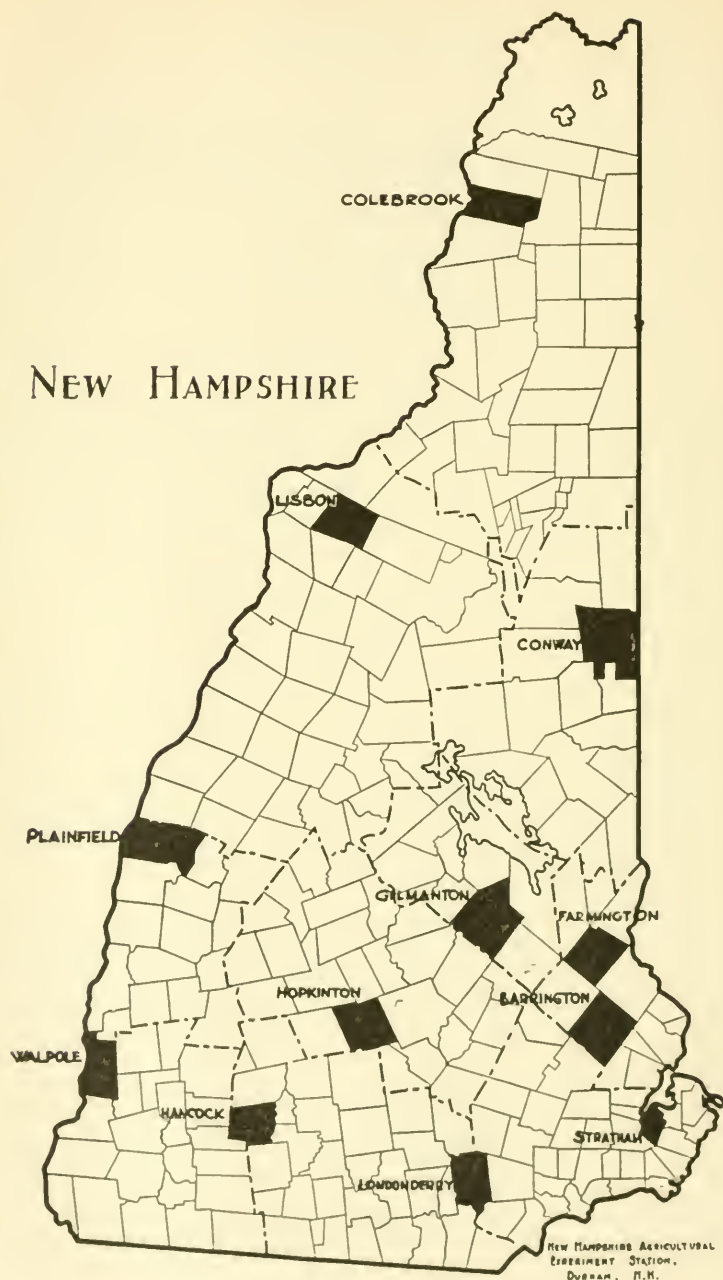 COLEBROOK
NEW HAMPSHIRE
LISBON
CONWAY
PLAINFIELD
GILMANTON
FARMINGTON
HOPKINTON
BARRINGTON
WALPOLE
HANCOCK
STRATHAM
LONDONDERRY
NEW HAMPSHIRE AGRICULTURAL
EXPERIMENT STATION,
DURHAM, N.H.